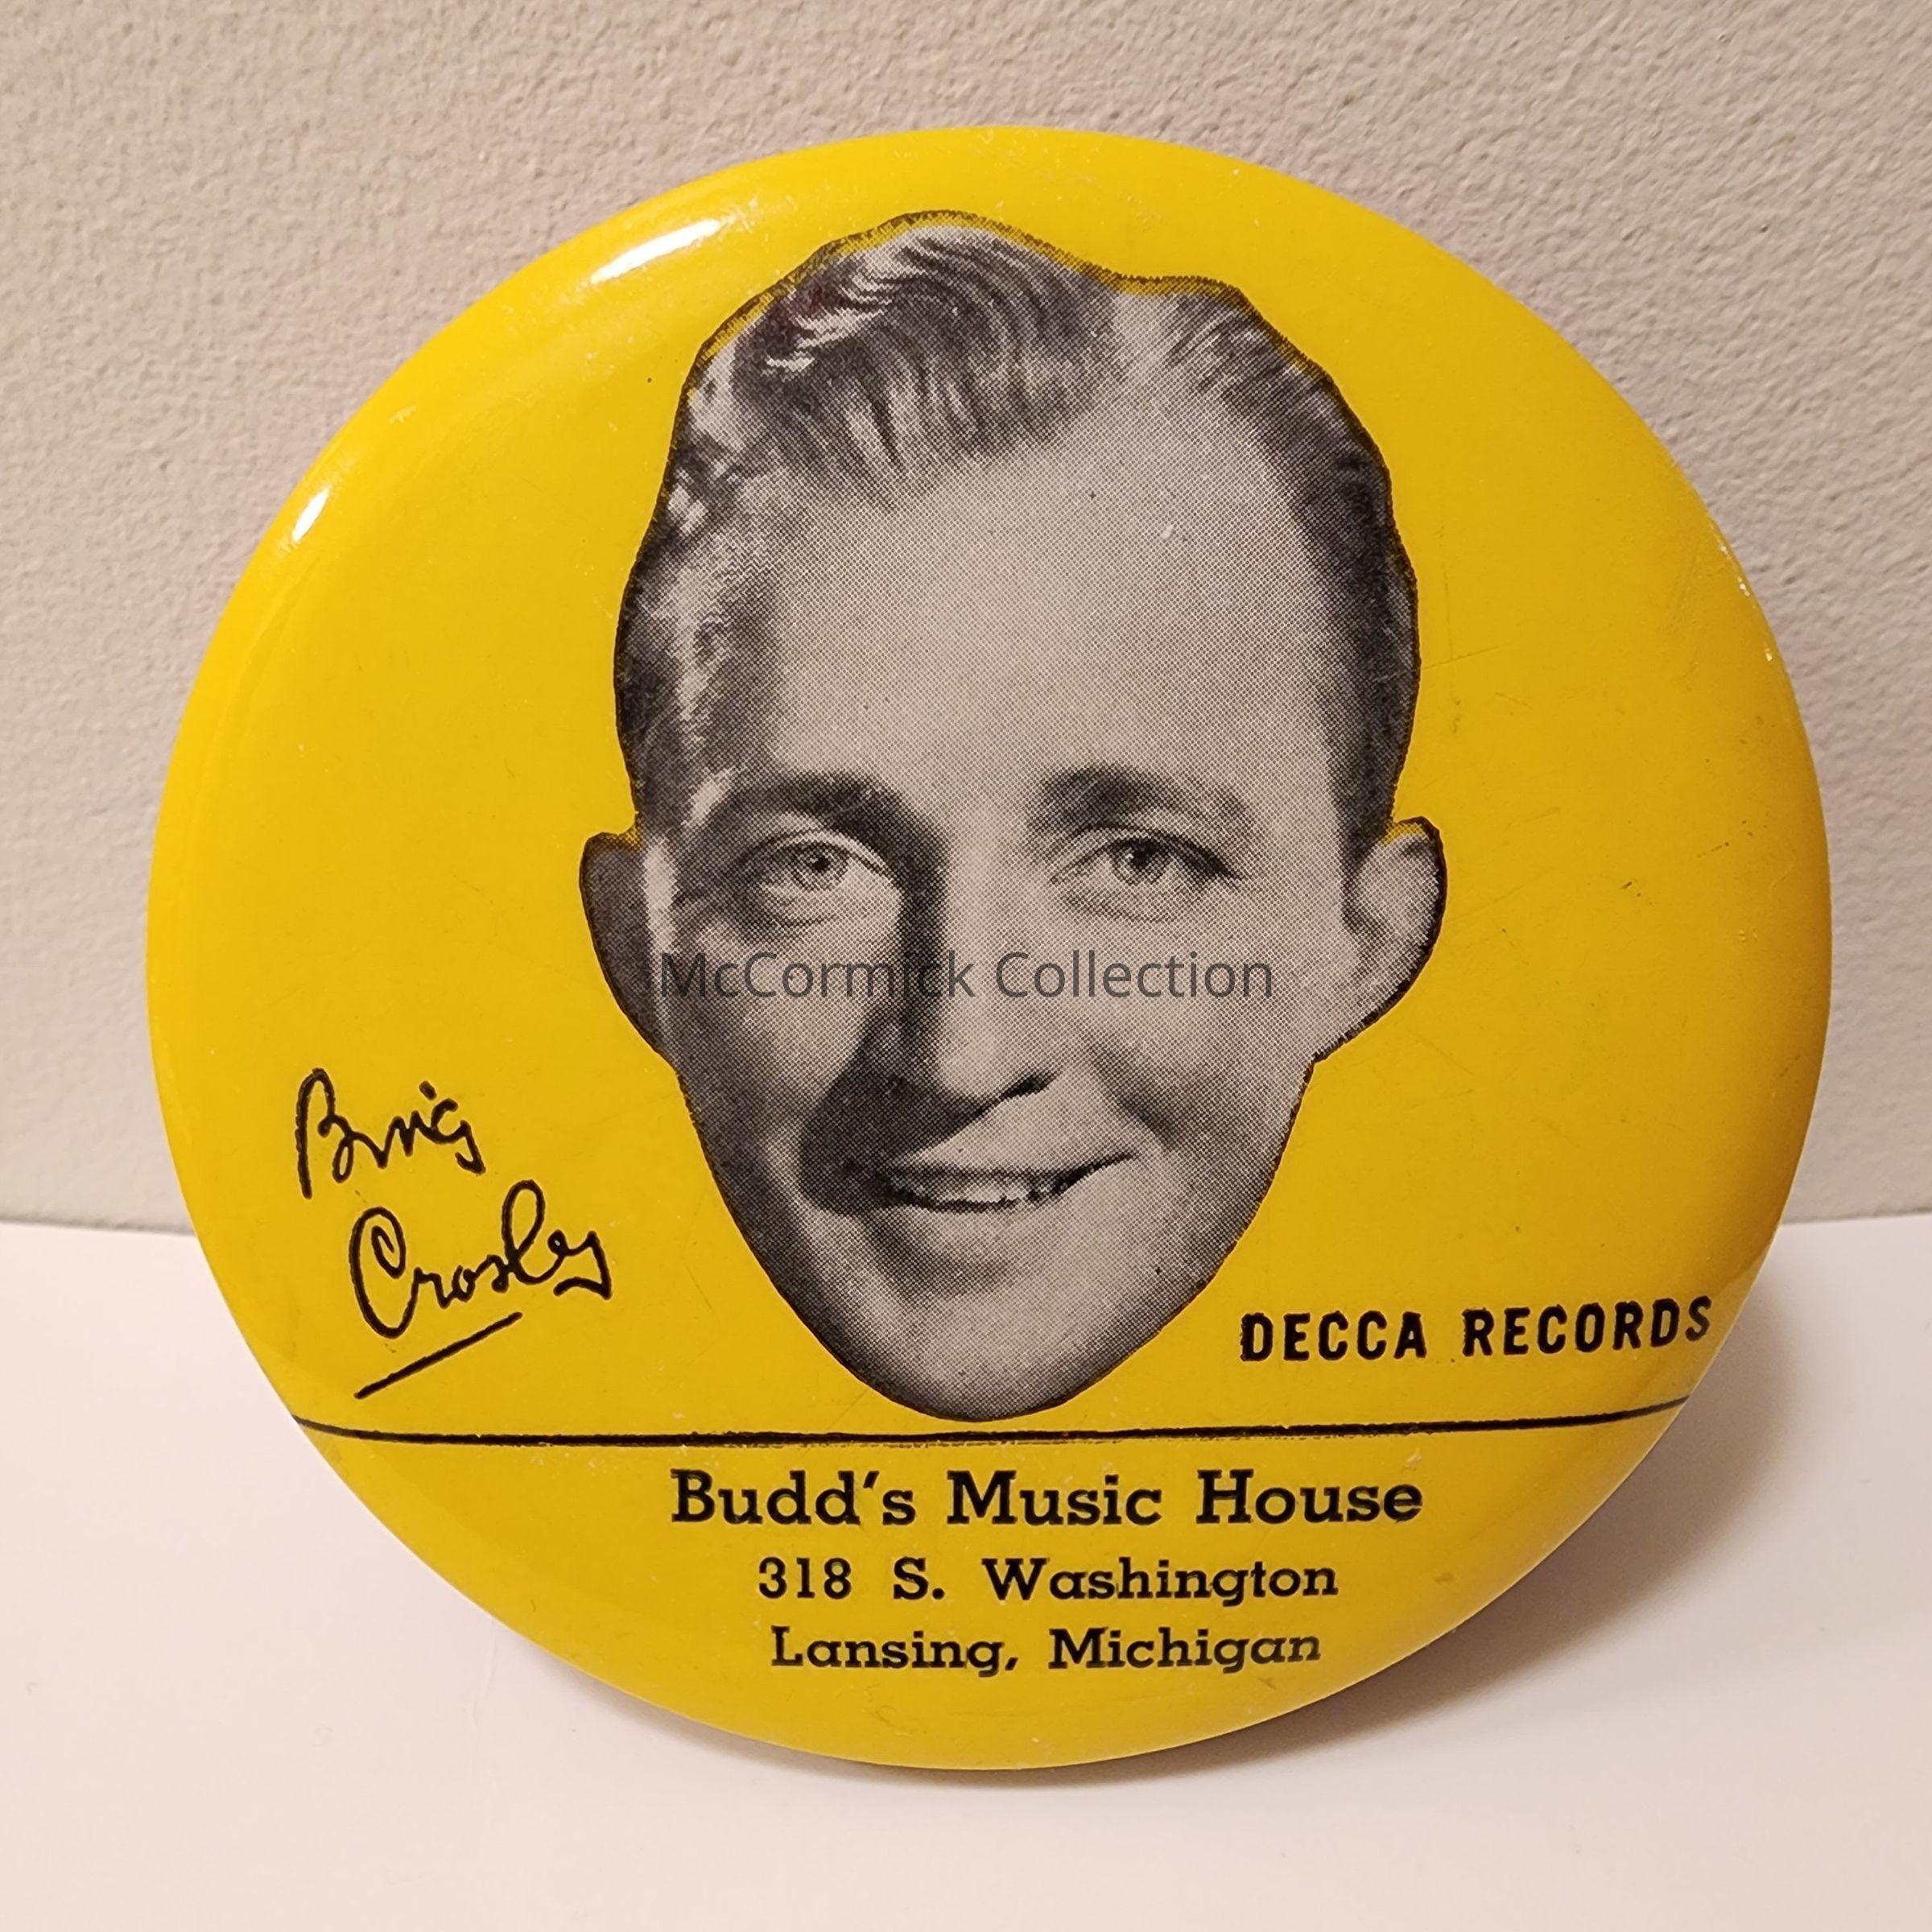 McCormick Collection
Bing
Crosby
DECCA RECORDS
Budd's Music House
318 S. Washington
Lansing, Michigan